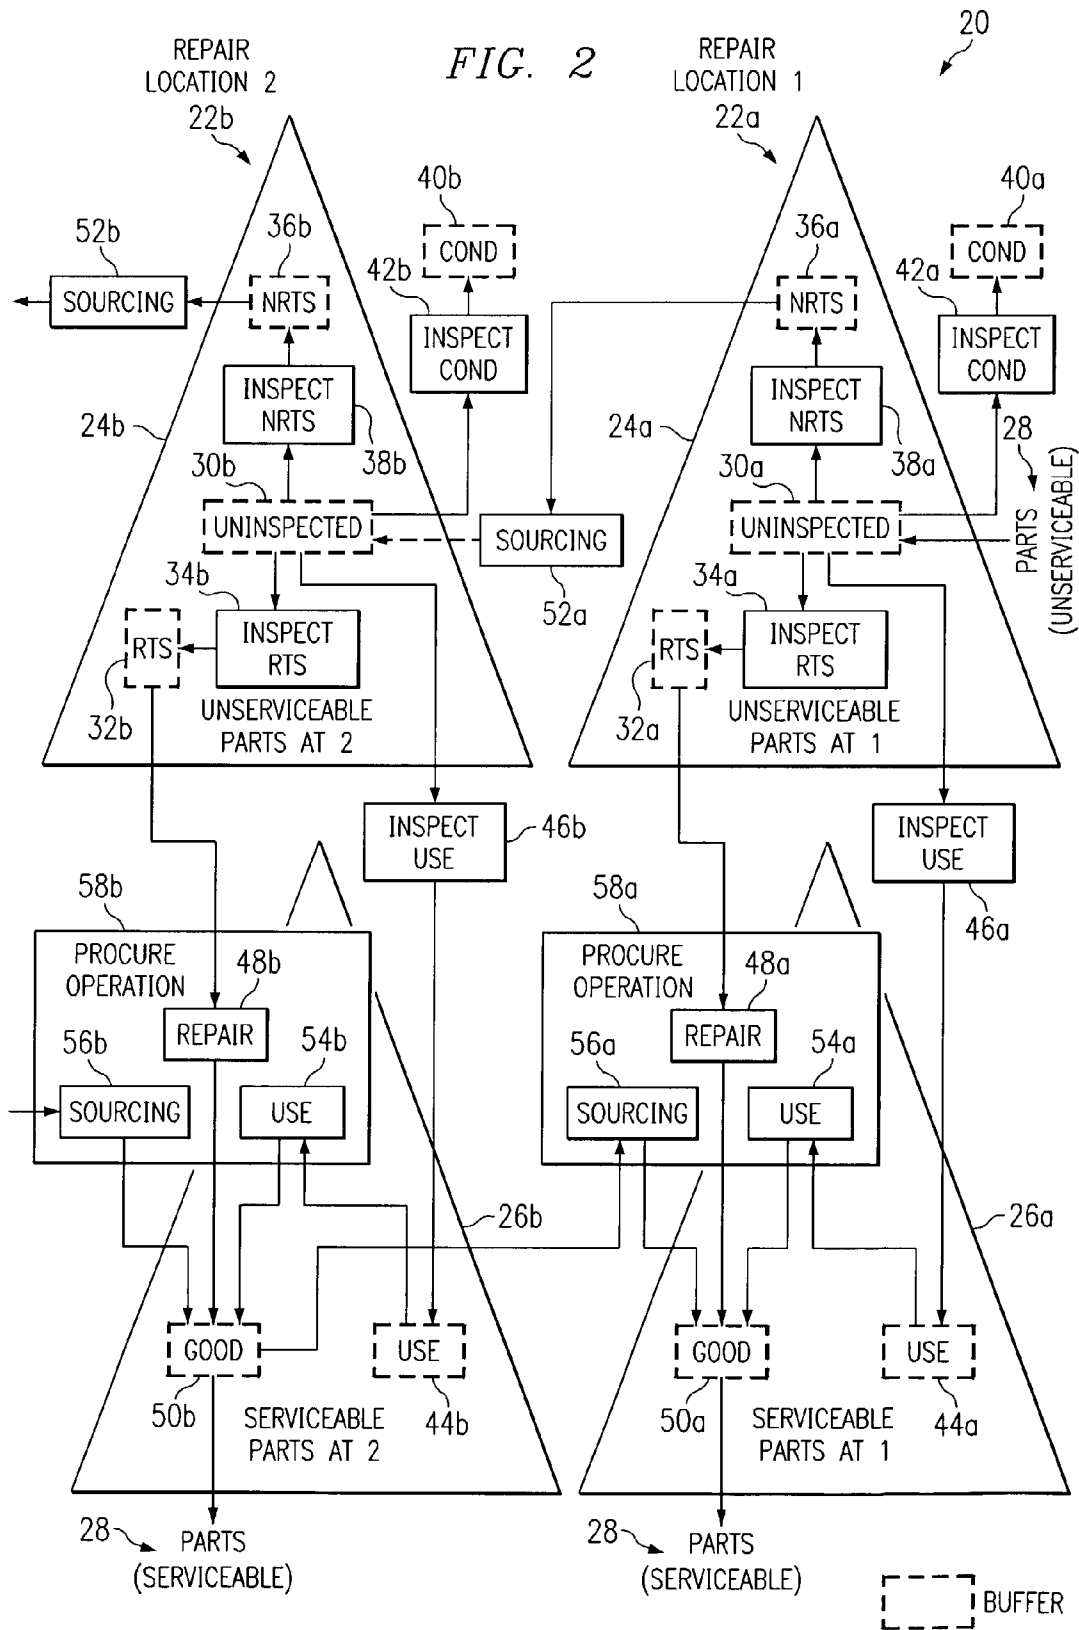 FIG. 2
20
REPAIR
LOCATION 2
22b
REPAIR
LOCATION 1
22a
40b
COND
42b
INSPECT
COND
52b
SOURCING
36b
NRTS
INSPECT
NRTS
38b
24b
30b
UNINSPECTED
34b
INSPECT
RTS
RTS
32b
UNSERVICEABLE
PARTS AT 2
SOURCING
52a
40a
COND
42a
INSPECT
COND
36a
NRTS
INSPECT
NRTS
38a
24a
30a
UNINSPECTED
28
PARTS
(UNSERVICEABLE)
34a
INSPECT
RTS
RTS
32a
UNSERVICEABLE
PARTS AT 1
INSPECT
USE
46b
INSPECT
USE
46a
58b
PROCURE
OPERATION
48b
REPAIR
56b
SOURCING
54b
USE
26b
GOOD
50b
USE
44b
SERVICEABLE
PARTS AT 2
28
PARTS
(SERVICEABLE)
58a
PROCURE
OPERATION
48a
REPAIR
56a
SOURCING
54a
USE
26a
GOOD
50a
USE
44a
SERVICEABLE
PARTS AT 1
28
PARTS
(SERVICEABLE)
BUFFER